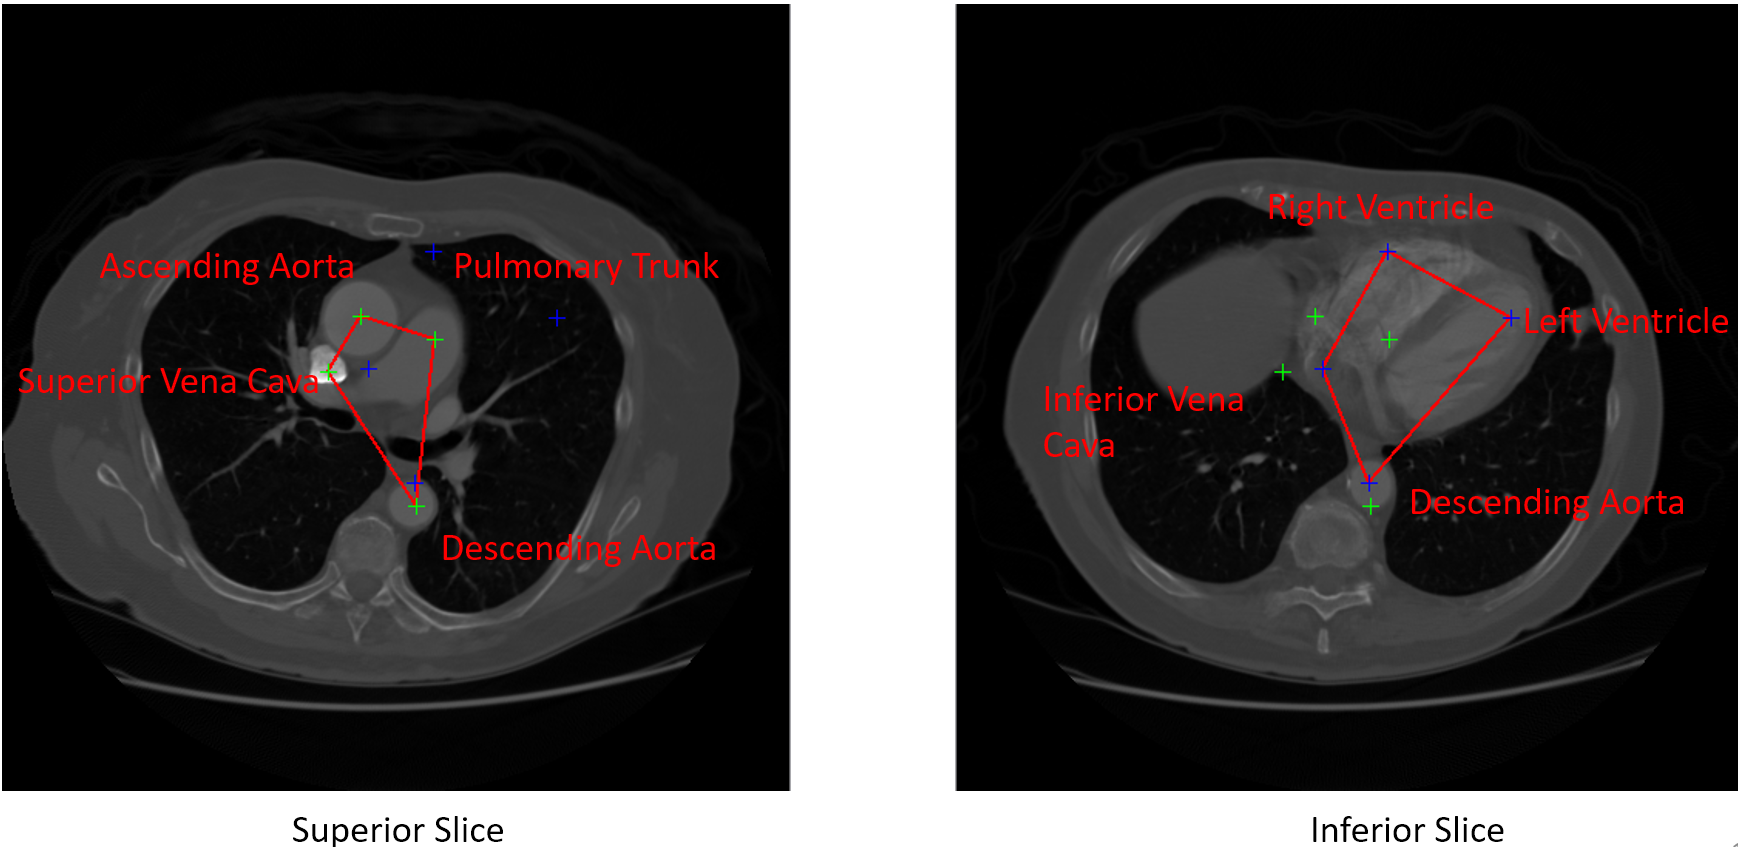 Ascending Aorta
Pulmonary Trunk
Superior Vena Cava
Descending Aorta
Superior Slice
Right Ventricle
Left Ventricle
Inferior Vena
Cava
Descending Aorta
Inferior Slice